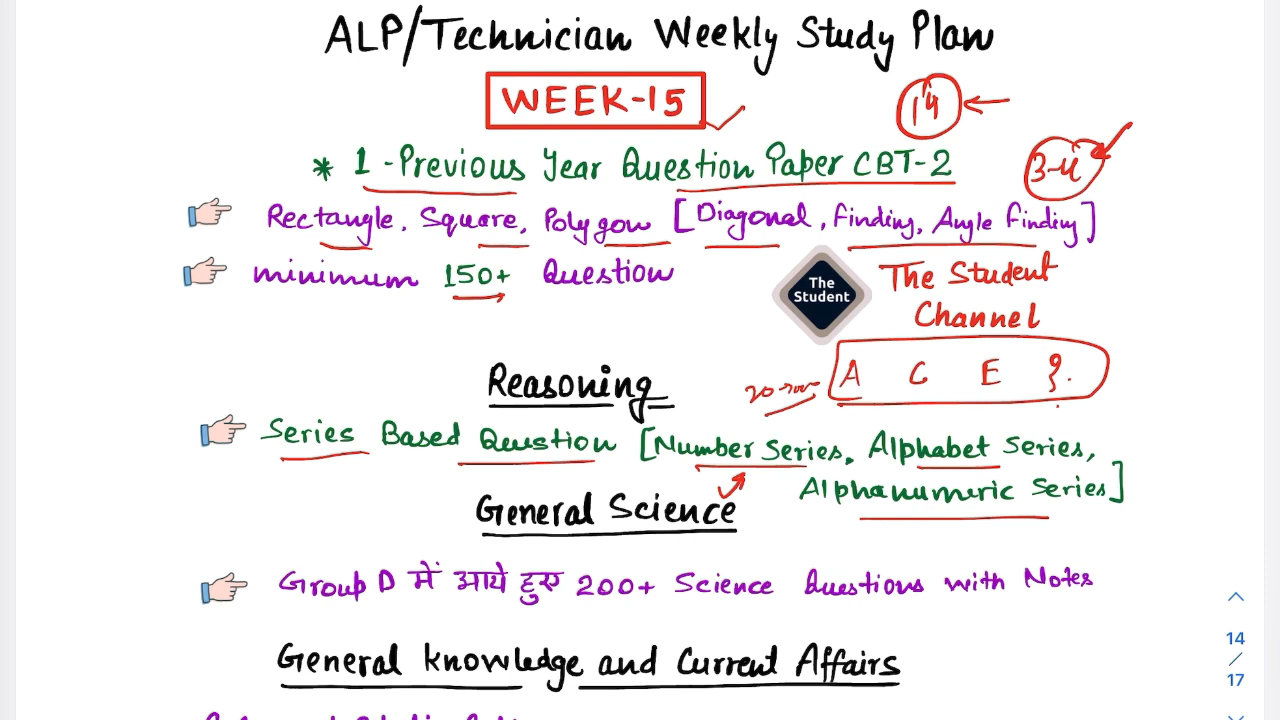 ALP/Technician Weekly Study Plan
WEEK-15
14
* 1 - Previous Year Question Paper CBT-2
3-4
Rectangle, Square, Polygon [Diagonal, Finding, Angle Finding]
minimum 150+ Question
The
Student
The Student
Channel
A C E ?
Reasoning
Series Based Question [Number Series, Alphabet Series,
Alphanumeric Series]
General Science
Group D में आये हुए 200+ Science Questions with Notes
General knowledge and Current Affairs
14
/
17